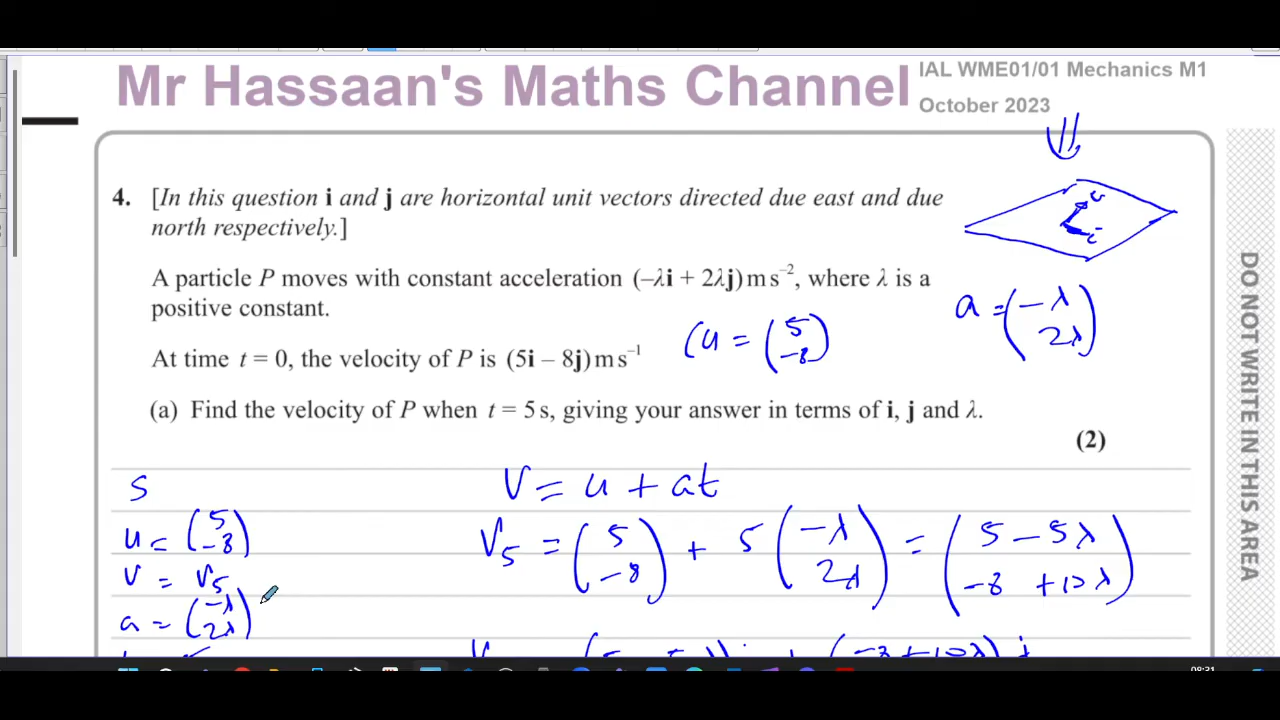 Mr Hassaan's Maths Channel
IAL WME01/01 Mechanics M1
October 2023
4. [In this question i and j are horizontal unit vectors directed due east and due
north respectively.]
A particle P moves with constant acceleration (–λi + 2λj) m s⁻², where λ is a
positive constant.
a = (−λ 2λ)
(u = (5 −8)
At time t = 0, the velocity of P is (5i – 8j) m s⁻¹
(a) Find the velocity of P when t = 5 s, giving your answer in terms of i, j and λ.
(2)
s
u = (5 −8)
v = v₅
a = (−λ 2λ)
v = u + at
v₅ = (5 −8) + 5(−λ 2λ) = (5 − 5λ −8 + 10λ)
i
DO NOT WRITE IN THIS AREA